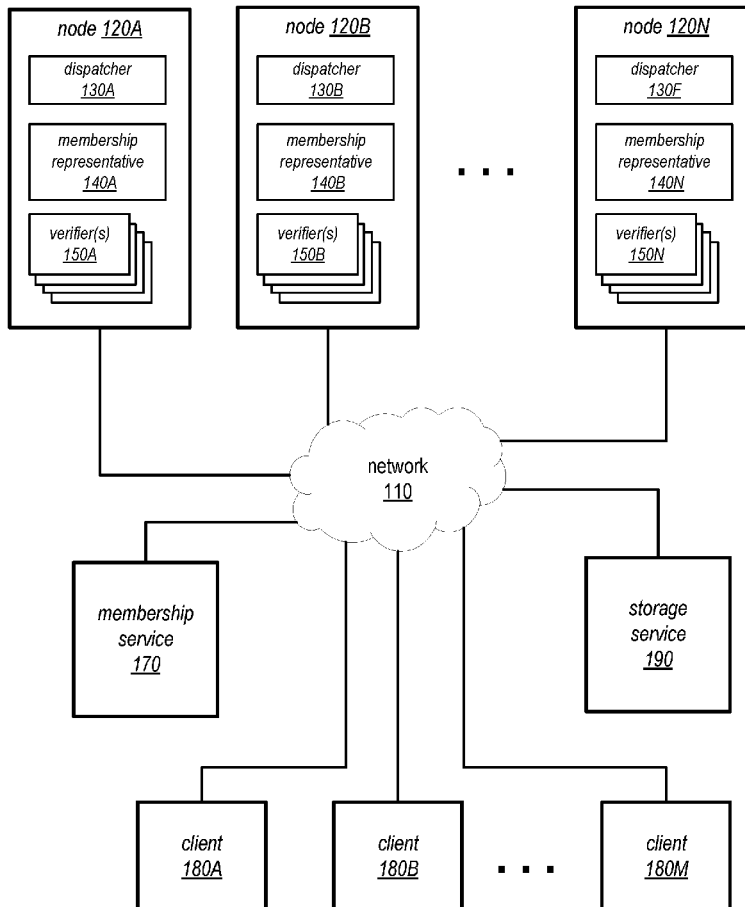 node 120A
node 120B
node 120N
dispatcher
130A
dispatcher
130B
dispatcher
130F
membership
representative
140A
membership
representative
140B
membership
representative
140N
. . .
verifier(s)
150A
verifier(s)
150B
verifier(s)
150N
network
110
membership
service
170
storage
service
190
client
180A
client
180B
. . .
client
180M